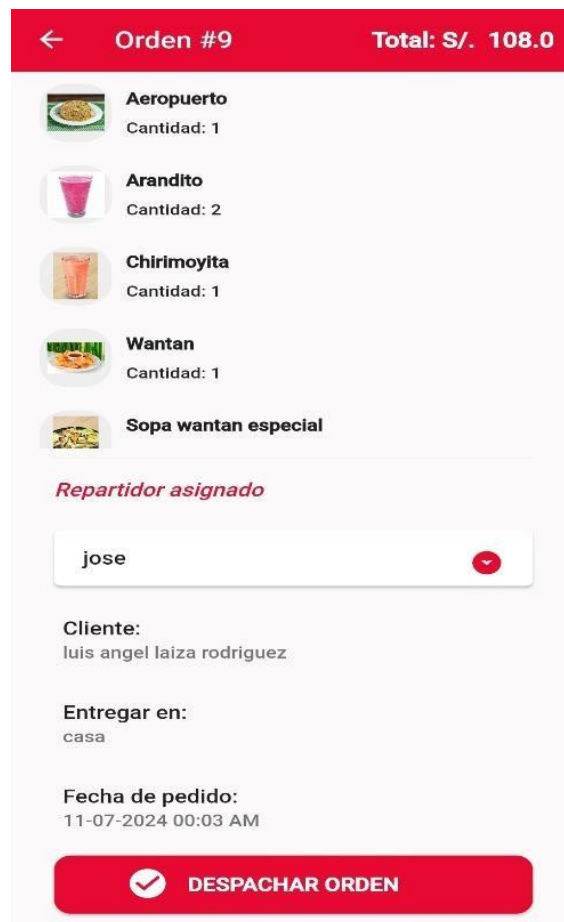 Orden #9
Total: S/. 108.0
Aeropuerto
Cantidad: 1
Arandito
Cantidad: 2
Chirimoyita
Cantidad: 1
Wantan
Cantidad: 1
Sopa wantan especial
Repartidor asignado
jose
Cliente:
luis angel laiza rodriguez
Entregar en:
casa
Fecha de pedido:
11-07-2024 00:03 AM
DESPACHAR ORDEN